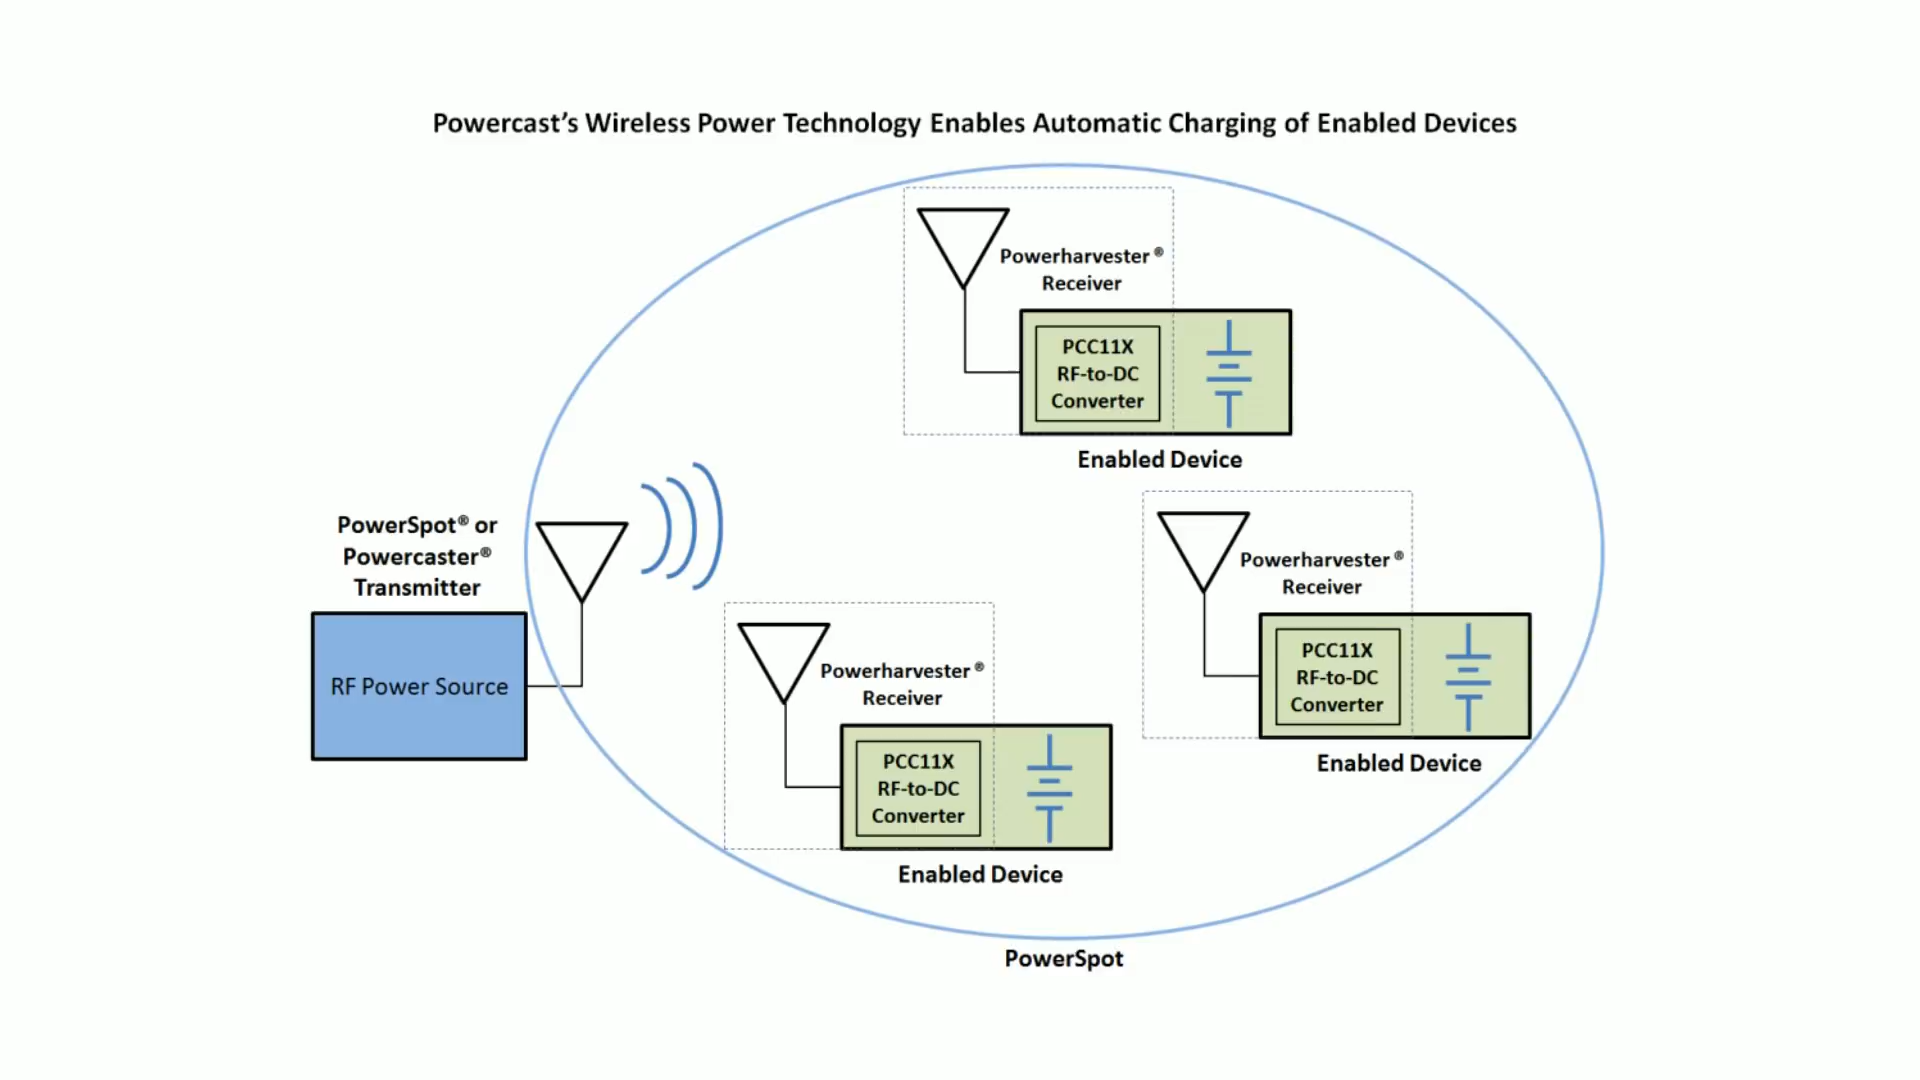 Powercast's Wireless Power Technology Enables Automatic Charging of Enabled Devices
Powerharvester ®
Receiver
PCC11X
RF-to-DC
Converter
Enabled Device
PowerSpot® or
Powercaster®
Transmitter
RF Power Source
Powerharvester ®
Receiver
PCC11X
RF-to-DC
Converter
Enabled Device
Powerharvester ®
Receiver
PCC11X
RF-to-DC
Converter
Enabled Device
PowerSpot